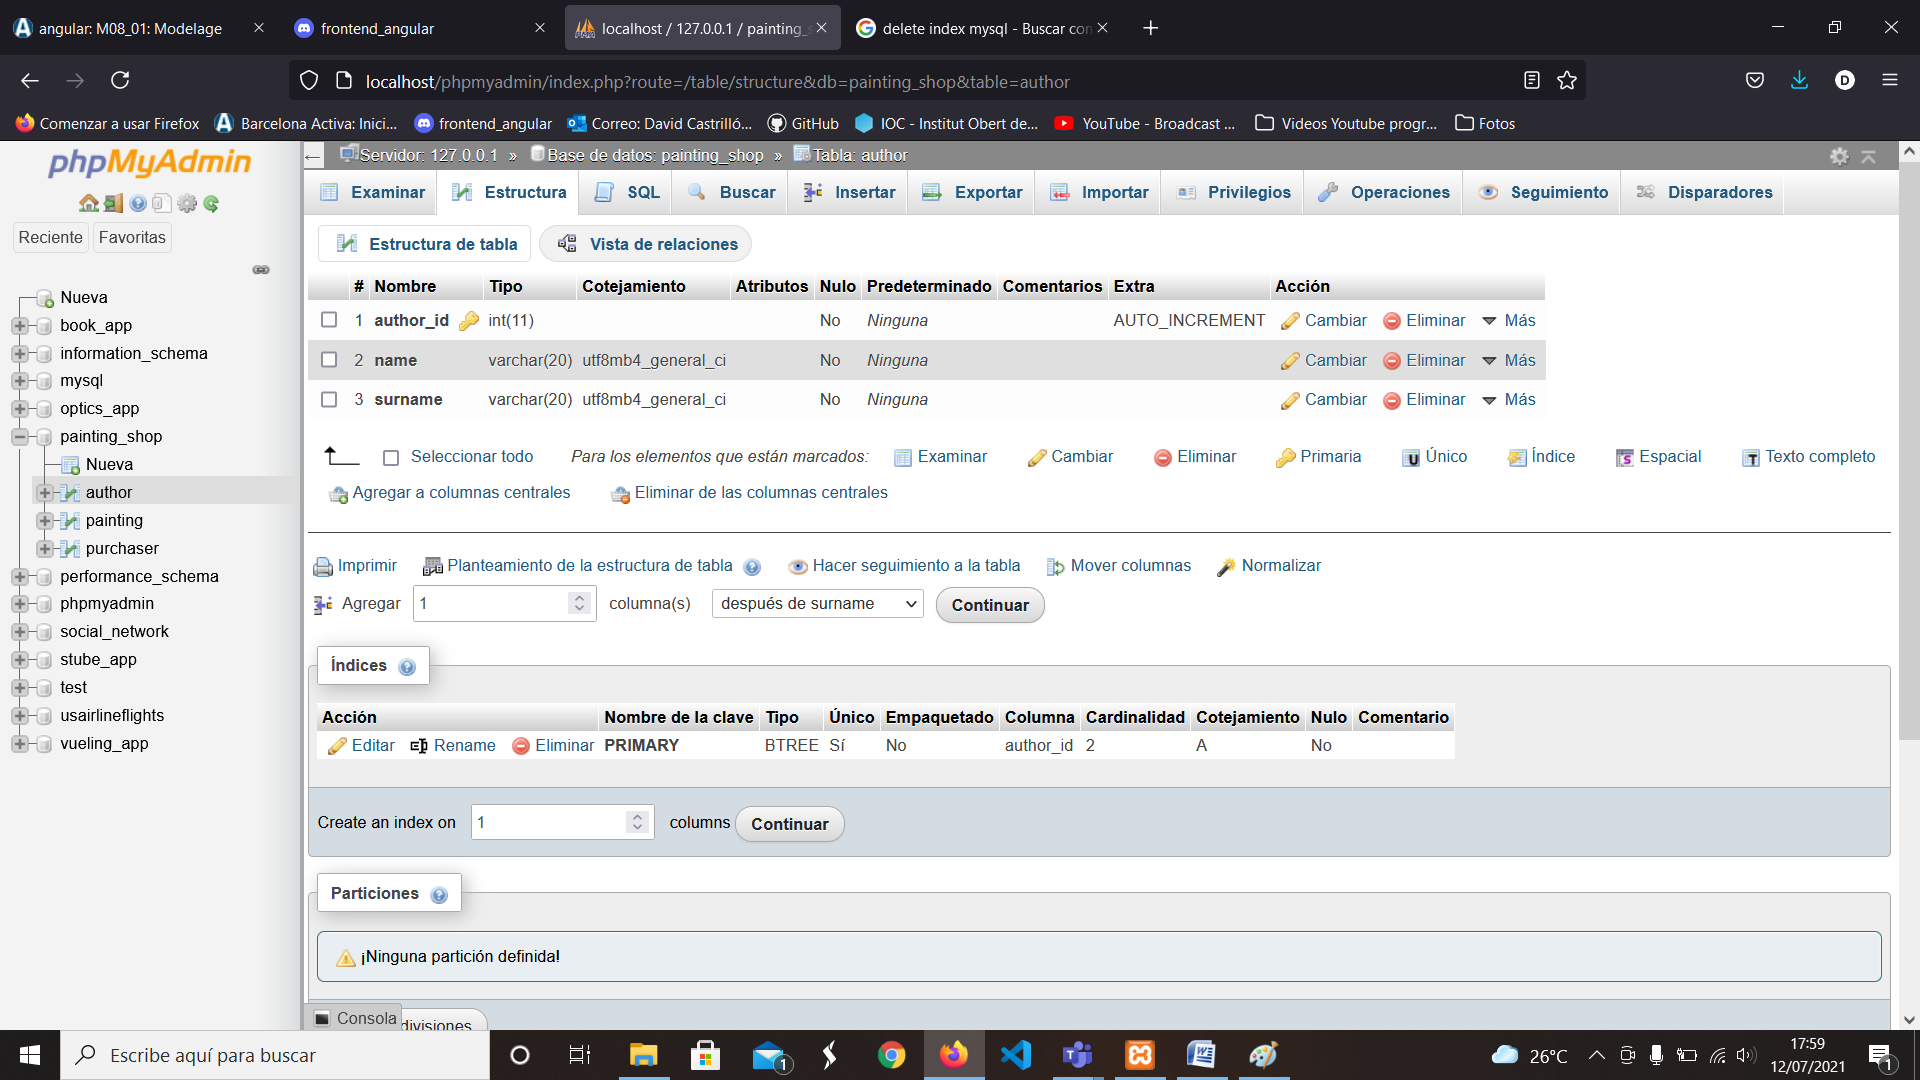 angular: M08_01: Modelage
frontend_angular
localhost / 127.0.0.1 / painting_s
delete index mysql - Buscar con
localhost/phpmyadmin/index.php?route=/table/structure&db=painting_shop&table=author
D
Comenzar a usar Firefox
Barcelona Activa: Inici...
frontend_angular
Correo: David Castrilló...
GitHub
IOC - Institut Obert de...
YouTube - Broadcast ...
Videos Youtube progr...
Fotos
phpMyAdmin
Reciente
Favoritas
Nueva
book_app
information_schema
mysql
optics_app
painting_shop
Nueva
author
painting
purchaser
performance_schema
phpmyadmin
social_network
stube_app
test
usairlineflights
vueling_app
Servidor: 127.0.0.1 » Base de datos: painting_shop » Tabla: author
Examinar Estructura SQL Buscar Insertar Exportar Importar Privilegios Operaciones Seguimiento Disparadores
Estructura de tabla Vista de relaciones
# Nombre Tipo Cotejamiento Atributos Nulo Predeterminado Comentarios Extra Acción
1 author_id int(11) No Ninguna AUTO_INCREMENT Cambiar Eliminar Más
2 name varchar(20) utf8mb4_general_ci No Ninguna Cambiar Eliminar Más
3 surname varchar(20) utf8mb4_general_ci No Ninguna Cambiar Eliminar Más
Seleccionar todo Para los elementos que están marcados: Examinar Cambiar Eliminar Primaria Único Índice Espacial Texto completo
Agregar a columnas centrales Eliminar de las columnas centrales
Imprimir Planteamiento de la estructura de tabla Hacer seguimiento a la tabla Mover columnas Normalizar
Agregar 1 columna(s) después de surname Continuar
Índices
Acción Nombre de la clave Tipo Único Empaquetado Columna Cardinalidad Cotejamiento Nulo Comentario
Editar Rename Eliminar PRIMARY BTREE Sí No author_id 2 A No
Create an index on 1 columns Continuar
Particiones
¡Ninguna partición definida!
Consola
divisiones
Escribe aquí para buscar
1
26°C
17:59
12/07/2021
1